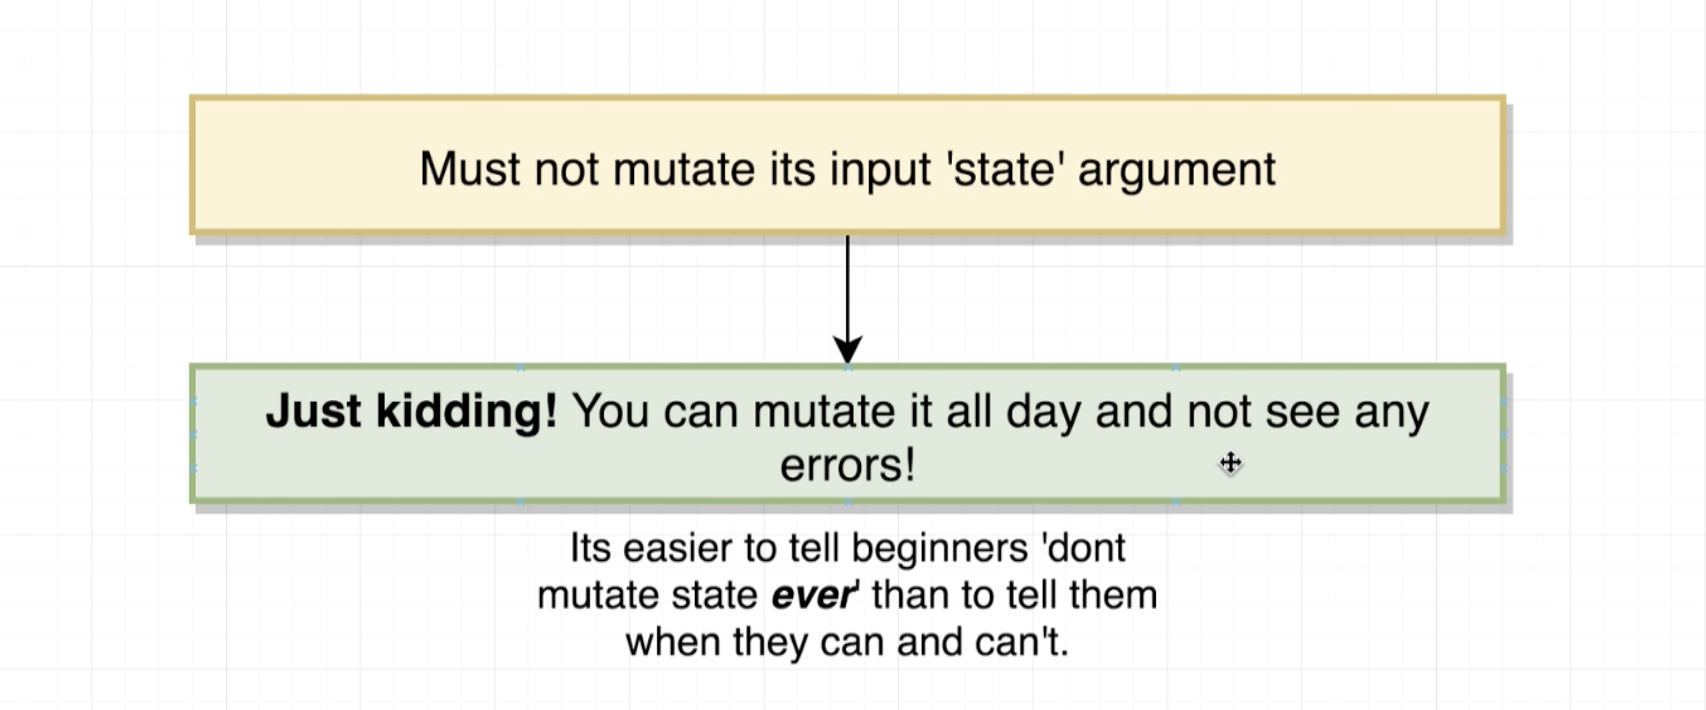 Must not mutate its input 'state' argument
Just kidding! You can mutate it all day and not see any
errors!
Its easier to tell beginners 'dont
mutate state ever' than to tell them
when they can and can't.